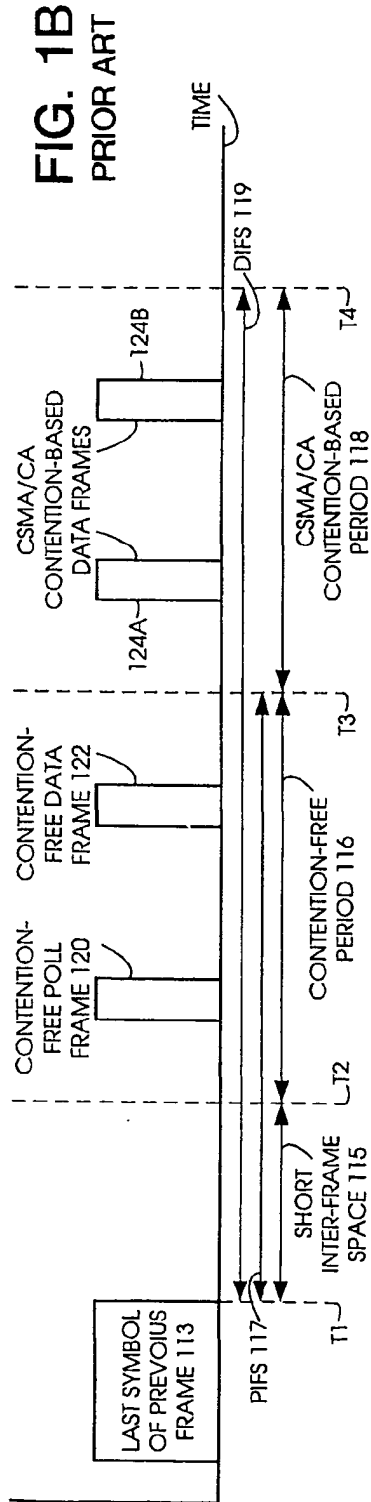 FIG. 1B
PRIOR ART
LAST SYMBOL
OF PREVOIUS
FRAME 113
CONTENTION-
FREE POLL
FRAME 120
CONTENTION-
FREE DATA
FRAME 122
CSMA/CA
CONTENTION-BASED
DATA FRAMES
124A
124B
TIME
DIFS 119
PIFS 117
T1
SHORT
INTER-FRAME
SPACE 115
T2
CONTENTION-FREE
PERIOD 116
T3
CSMA/CA
CONTENTION-BASED
PERIOD 118
T4